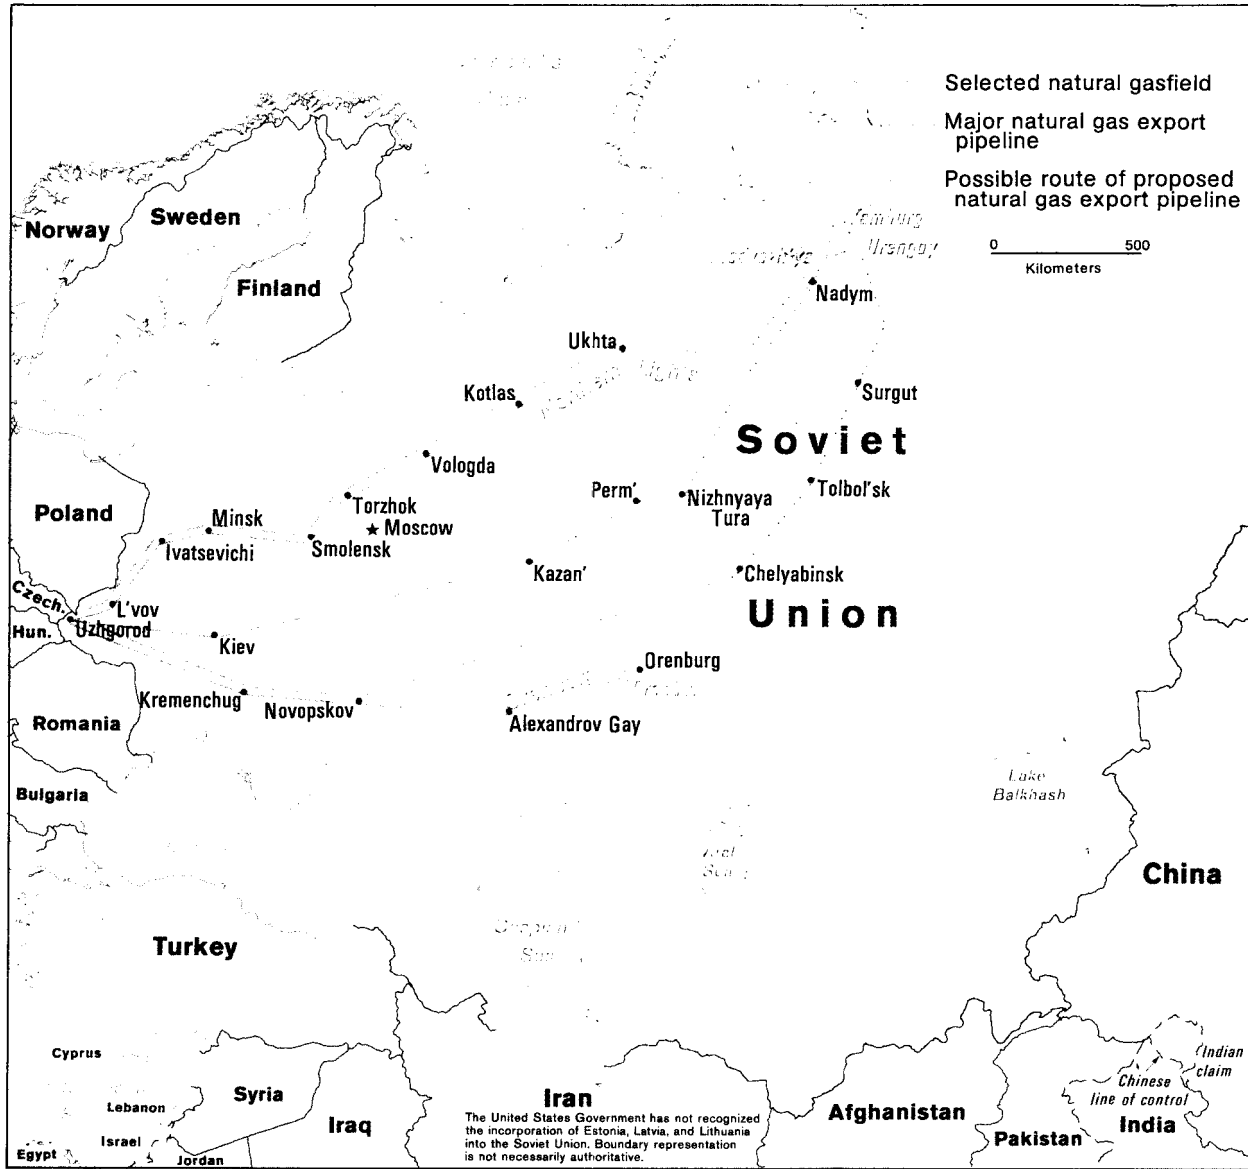 Selected natural gasfield
Major natural gas export
pipeline
Possible route of proposed
natural gas export pipeline
0 500
Kilometers
Norway
Sweden
Finland
Urengoy
Nadym
Ukhta
Lights
Kotlas
Surgut
Soviet
Vologda
Tolbol'sk
Perm'
Nizhnyaya
Tura
Torzhok
Moscow
Poland
Minsk
Ivatsevichi
Smolensk
Kazan'
Chelyabinsk
Czech.
L'vov
Union
Uzhgorod
Hun.
Kiev
Orenburg
Kremenchug
Novopskov
Alexandrov Gay
Romania
Bulgaria
Lake
Balkhash
China
Turkey
Cyprus
Syria
Lebanon
Israel
Egypt
Jordan
Iraq
Iran
The United States Government has not recognized
the incorporation of Estonia, Latvia, and Lithuania
into the Soviet Union. Boundary representation
is not necessarily authoritative.
Afghanistan
Pakistan
India
Chinese
line of control
Indian
claim